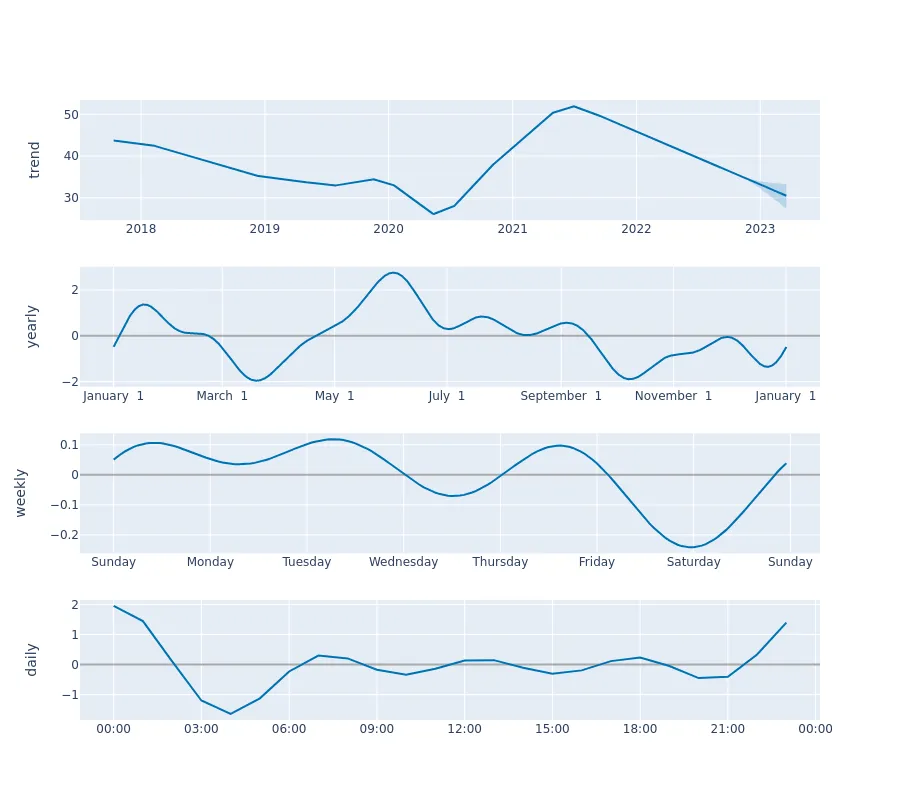 trend
50
40
30
2018 2019 2020 2021 2022 2023
yearly
2
0
−2
January 1 March 1 May 1 July 1 September 1 November 1 January 1
weekly
0.1
0
−0.1
−0.2
Sunday Monday Tuesday Wednesday Thursday Friday Saturday Sunday
daily
2
1
0
−1
00:00 03:00 06:00 09:00 12:00 15:00 18:00 21:00 00:00